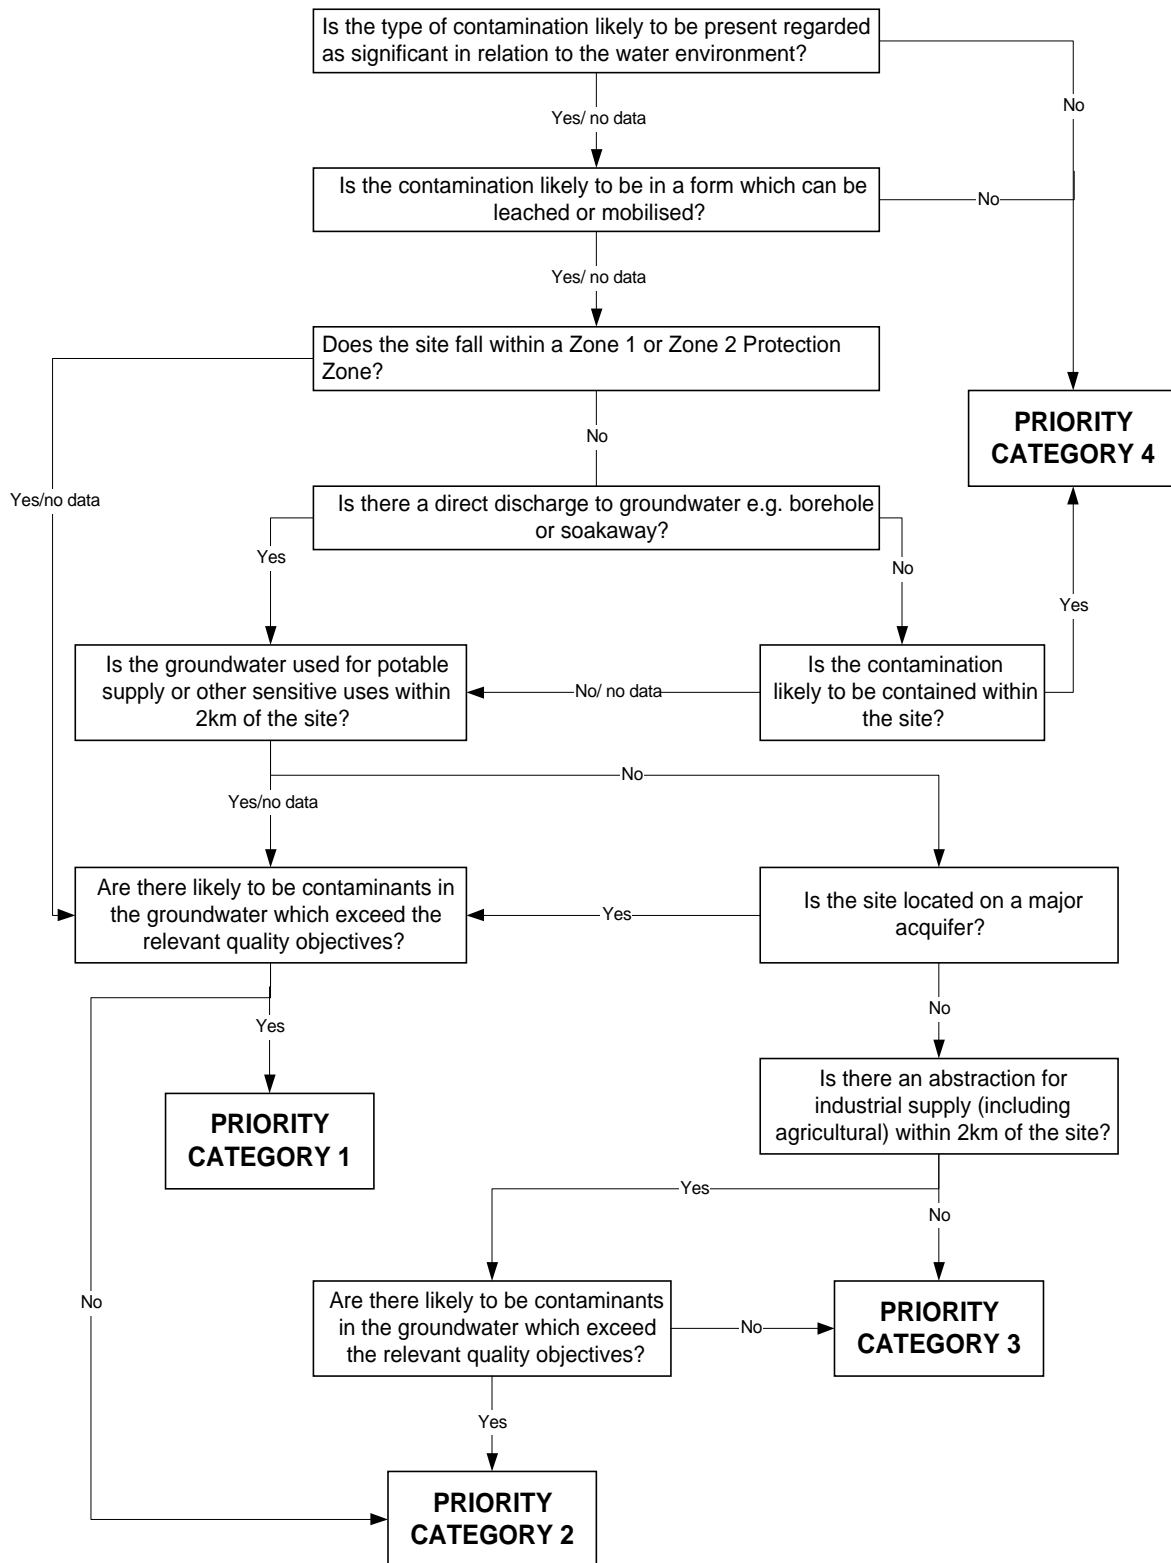 Is the type of contamination likely to be present regarded
as significant in relation to the water environment?
No
Yes/ no data
Is the contamination likely to be in a form which can be
leached or mobilised?
No
Yes/ no data
Does the site fall within a Zone 1 or Zone 2 Protection
Zone?
PRIORITY
CATEGORY 4
No
Yes/no data
Is there a direct discharge to groundwater e.g. borehole
or soakaway?
Yes
No
Yes
Is the groundwater used for potable
supply or other sensitive uses within
2km of the site?
No/ no data
Is the contamination
likely to be contained within
the site?
No
Yes/no data
Are there likely to be contaminants in
the groundwater which exceed the
relevant quality objectives?
Yes
Is the site located on a major
acquifer?
No
Yes
Is there an abstraction for
industrial supply (including
agricultural) within 2km of the site?
PRIORITY
CATEGORY 1
Yes
No
No
Are there likely to be contaminants
in the groundwater which exceed
the relevant quality objectives?
No
PRIORITY
CATEGORY 3
Yes
PRIORITY
CATEGORY 2